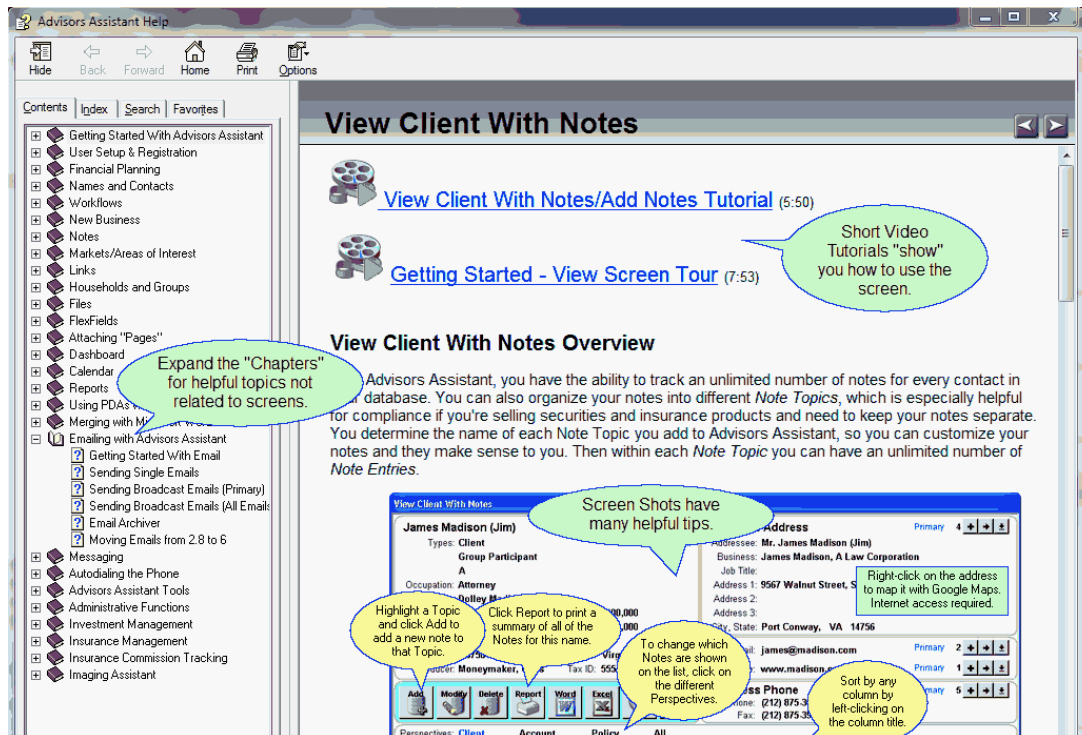 Advisors Assistant Help
Hide Back Forward Home Print Options
Contents Index Search Favorites
Getting Started With Advisors Assistant
User Setup & Registration
Financial Planning
Names and Contacts
Workflows
New Business
Notes
Markets/Areas of Interest
Links
Households and Groups
Files
FlexFields
Attaching "Pages"
Dashboard
Calendar
Reports
Using PDAs
Merging with
Emailing with Advisors Assistant
Getting Started With Email
Sending Single Emails
Sending Broadcast Emails (Primary)
Sending Broadcast Emails (All Emails
Email Archiver
Moving Emails from 2.8 to 6
Messaging
Autodialing the Phone
Advisors Assistant Tools
Administrative Functions
Investment Management
Insurance Management
Insurance Commission Tracking
Imaging Assistant
Expand the "Chapters"
for helpful topics not
related to screens.
View Client With Notes
View Client With Notes/Add Notes Tutorial (5:50)
Getting Started - View Screen Tour (7:53)
Short Video
Tutorials "show"
you how to use the
screen.
View Client With Notes Overview
Advisors Assistant, you have the ability to track an unlimited number of notes for every contact in
database. You can also organize your notes into different Note Topics, which is especially helpful
for compliance if you're selling securities and insurance products and need to keep your notes separate.
You determine the name of each Note Topic you add to Advisors Assistant, so you can customize your
notes and they make sense to you. Then within each Note Topic you can have an unlimited number of
Note Entries.
View Client With Notes
Screen Shots have
many helpful tips.
James Madison (Jim)
Types: Client
Group Participant
A
Occupation: Attorney
Highlight a Topic
and click Add to
add a new note to
that Topic.
Click Report to print a
summary of all of the
Notes for this name.
To change which
Notes are shown
on the list, click on
the different
Perspectives.
Moneymaker, Tax ID: 555
Add Modify Delete Report Word Excel
Perspectives: Client Account Policy All
Address Primary 4
Addressee: Mr. James Madison (Jim)
Business: James Madison, A Law Corporation
Job Title:
Address 1: 9567 Walnut Street, S
Address 2:
Address 3:
City, State: Port Conway, VA 14756
Right-click on the address
to map it with Google Maps.
Internet access required.
james@madison.com Primary 2
www.madison. Primary 1
Phone 6
(212) 875-3
Fax: (212) 875-3
Sort by any
column by
left-clicking on
the column title.